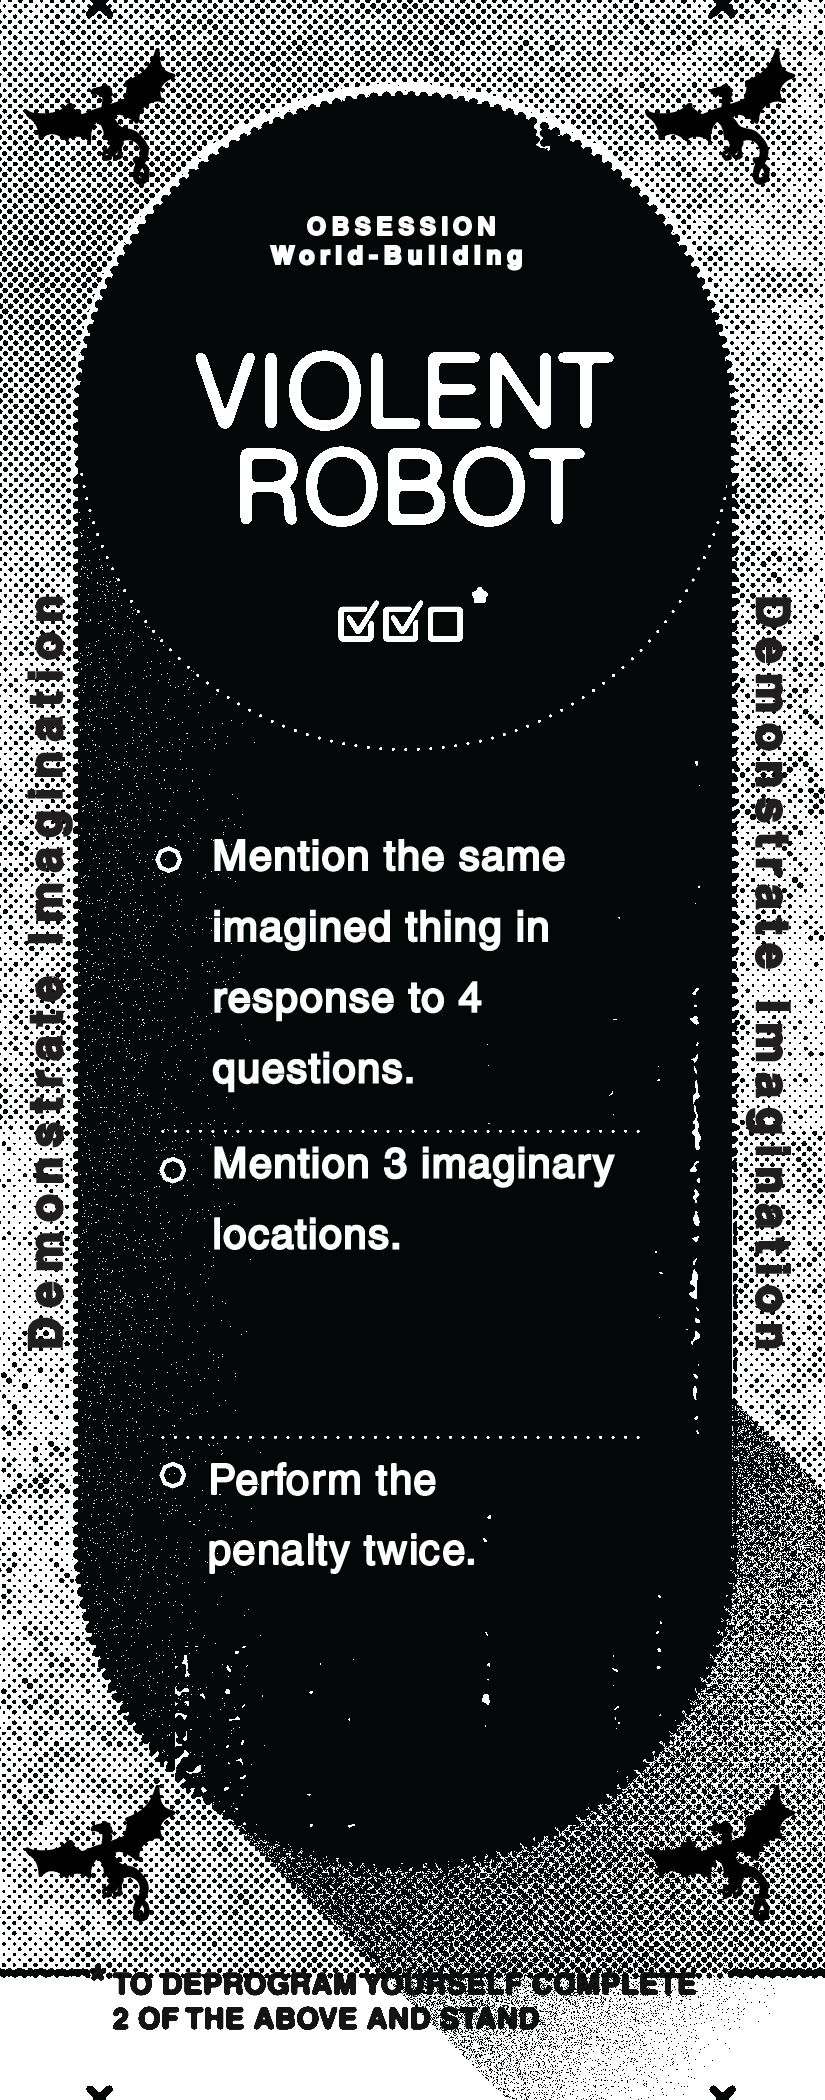 OBSESSION
World-Building
VIOLENT
ROBOT
*
Mention the same
imagined thing in
response to 4
questions.
Mention 3 imaginary
locations.
Perform the
penalty twice.
Demonstrate Imagination
Demonstrate Imagination
*TO DEPROGRAM YOURSELF COMPLETE
2 OF THE ABOVE AND STAND